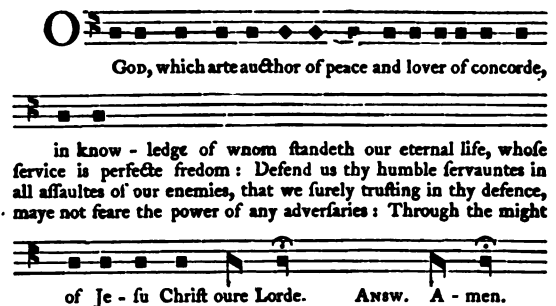 O
GOD, which arte aucthor of peace and lover of concorde,
in know - ledge of wnom ſtandeth our eternal life, whoſe
ſervice is perfecte fredom : Defend us thy humble ſervauntes in
all aſſaultes of our enemies, that we ſurely truſting in thy defence,
maye not feare the power of any adverſaries : Through the might
of Je - ſu Chriſt oure Lorde. ANSW. A - men.